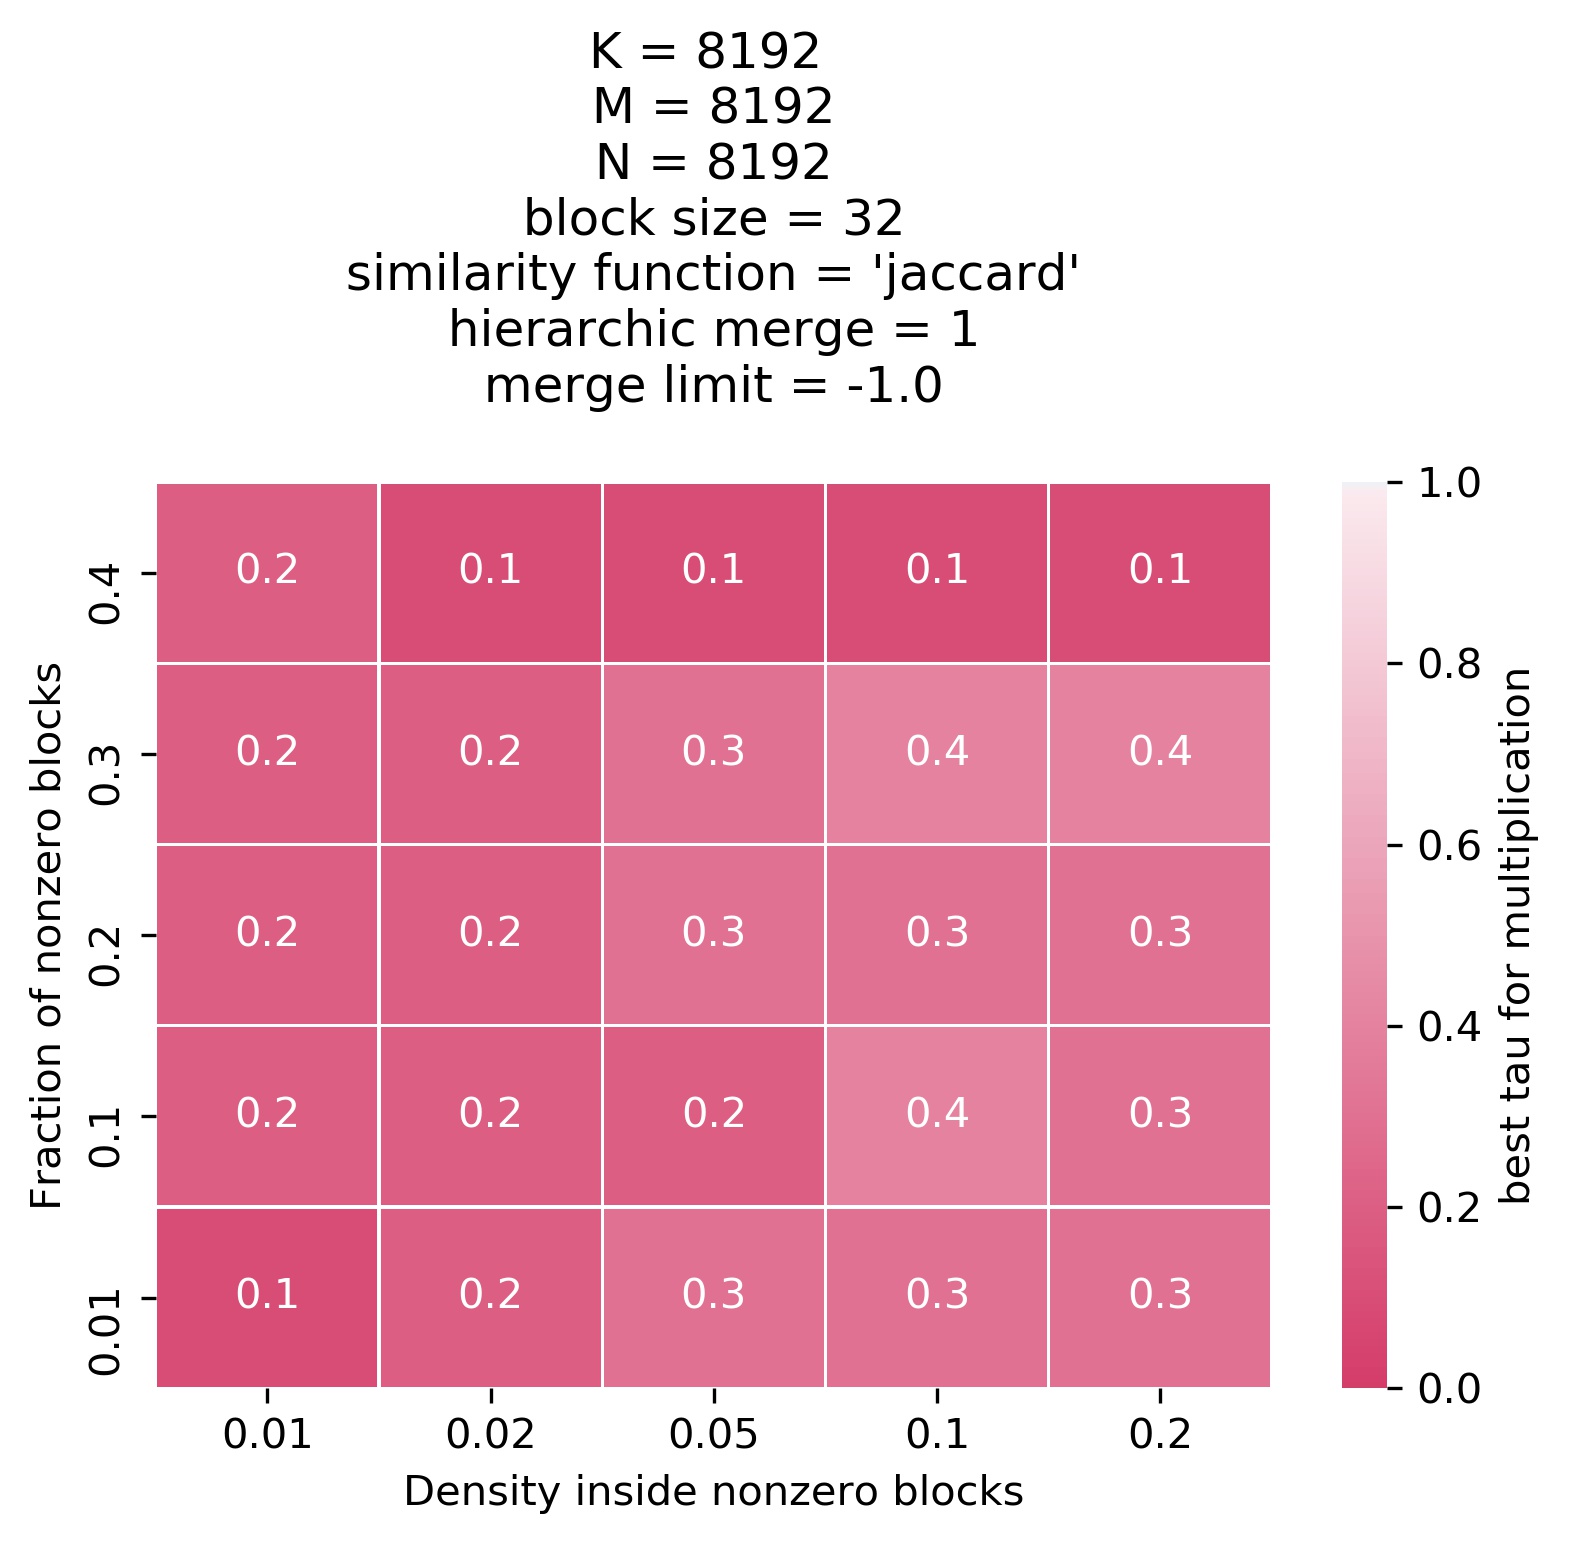 K = 8192
M = 8192
N = 8192
block size = 32
similarity function = 'jaccard'
hierarchic merge = 1
merge limit = -1.0
Fraction of nonzero blocks
0.4
0.2 0.1 0.1 0.1 0.1
0.3
0.2 0.2 0.3 0.4 0.4
0.2
0.2 0.2 0.3 0.3 0.3
0.1
0.2 0.2 0.2 0.4 0.3
0.01
0.1 0.2 0.3 0.3 0.3
0.01 0.02 0.05 0.1 0.2
Density inside nonzero blocks
1.0
0.8
0.6
0.4
0.2
0.0
best tau for multiplication